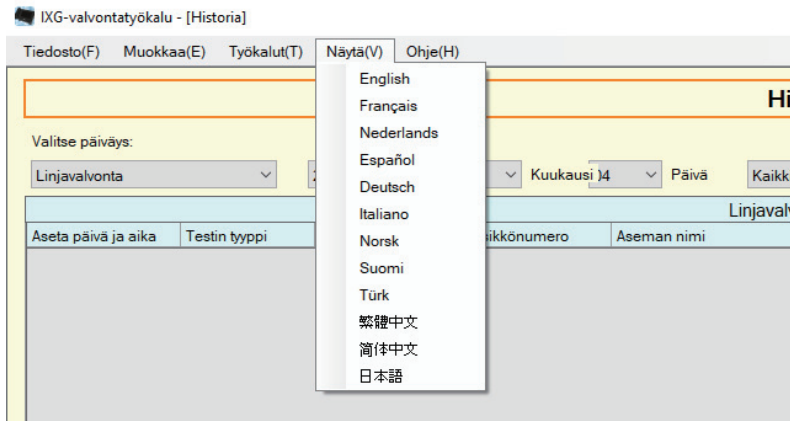 IXG-valvontatyökalu - [Historia]
Tiedosto(F) Muokkaa(E) Työkalut(T) Näytä(V) Ohje(H)
English
Français
Nederlands
Español
Deutsch
Italiano
Norsk
Suomi
Türk
繁體中文
简体中文
日本語
Hi
Valitse päiväys:
Linjavalvonta
Kuukausi 04 Päivä Kaikk
Linjavalv
Aseta päivä ja aika Testin tyyppi ikkönumero Aseman nimi